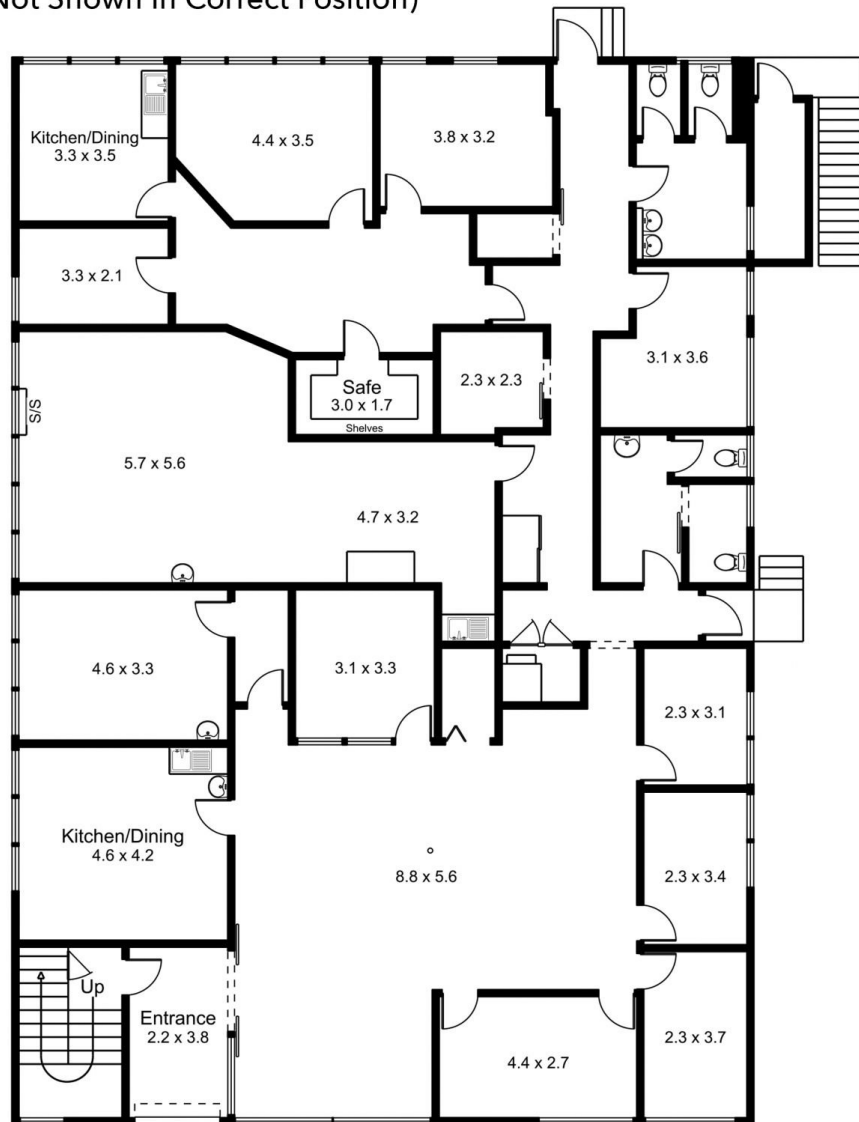 Not Shown in Correct Position)
Kitchen/Dining
3.3 x 3.5
4.4 x 3.5
3.8 x 3.2
3.3 x 2.1
3.1 x 3.6
2.3 x 2.3
Safe
3.0 x 1.7
Shelves
S/S
5.7 x 5.6
4.7 x 3.2
4.6 x 3.3
3.1 x 3.3
2.3 x 3.1
Kitchen/Dining
4.6 x 4.2
8.8 x 5.6
2.3 x 3.4
Up
Entrance
2.2 x 3.8
4.4 x 2.7
2.3 x 3.7